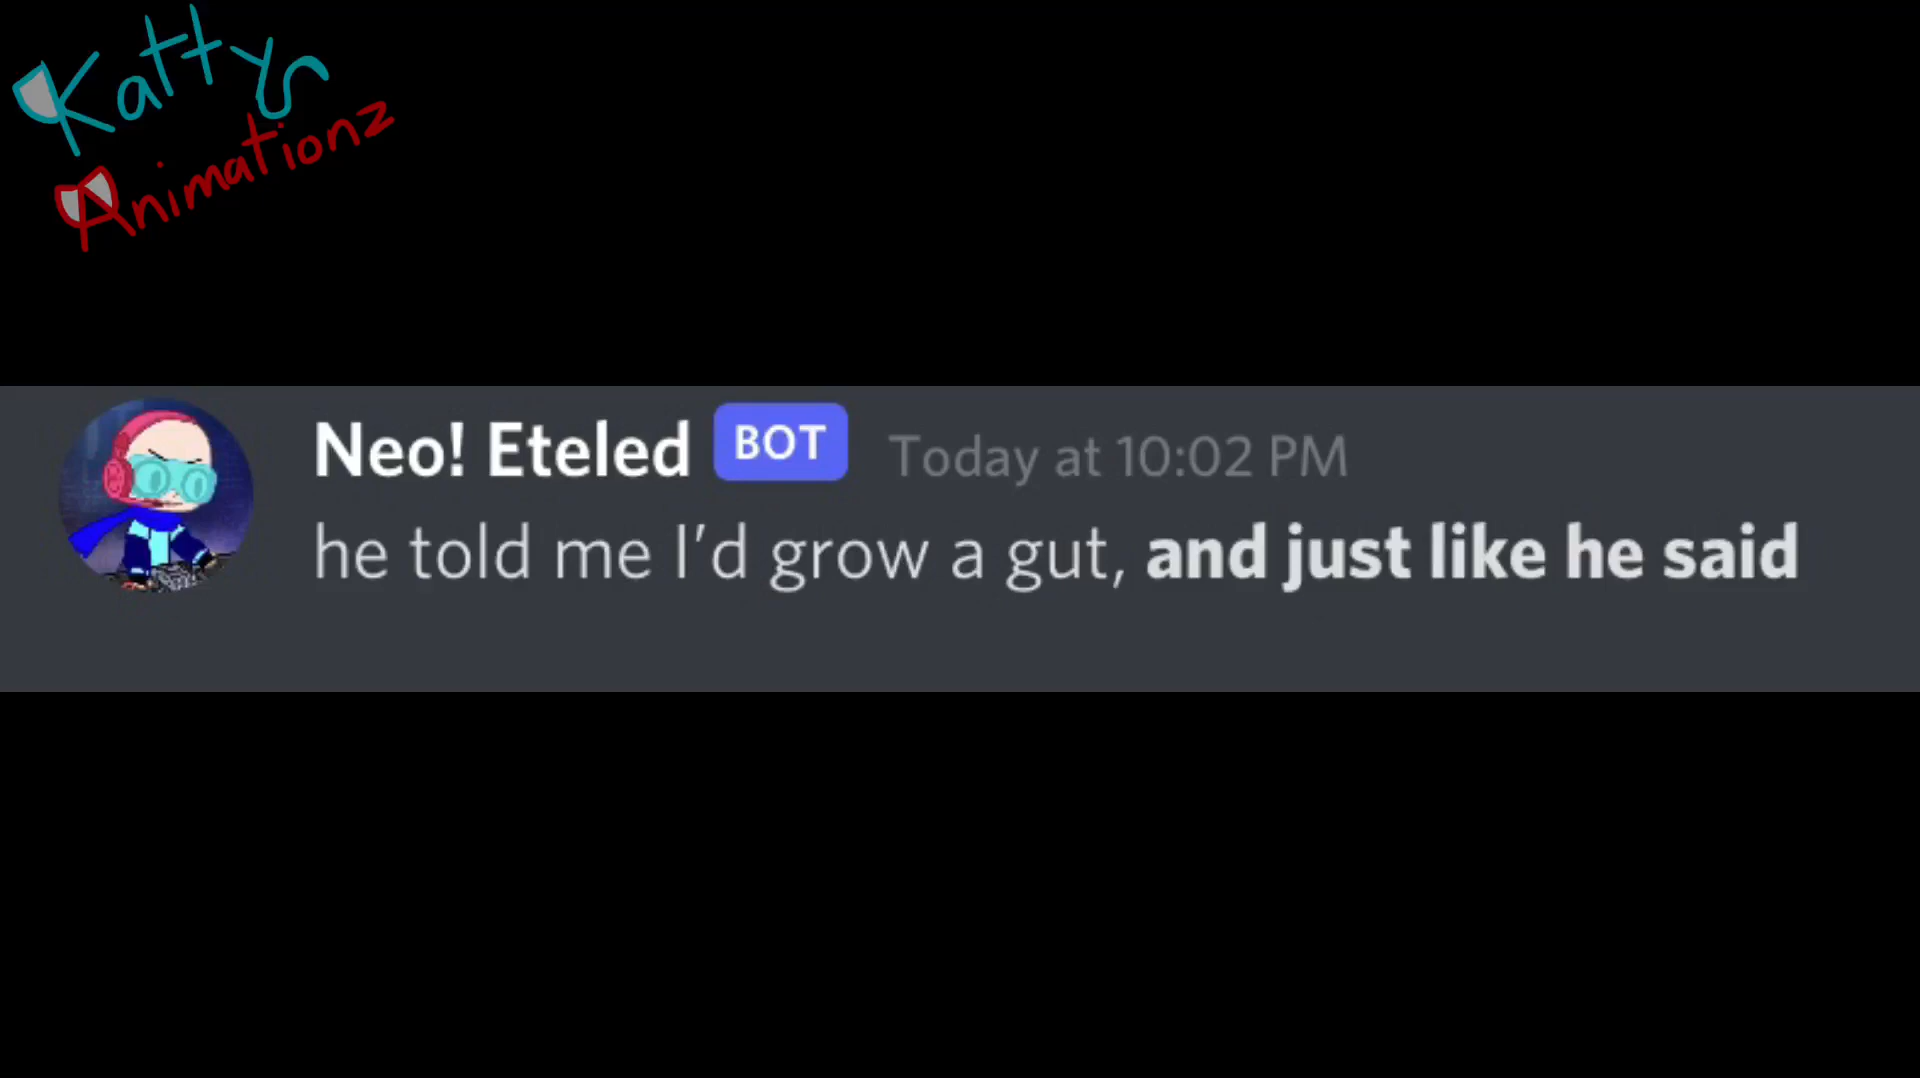 Katty
Animationz
Neo! Eteled BOT Today at 10:02 PM
he told me I’d grow a gut, and just like he said